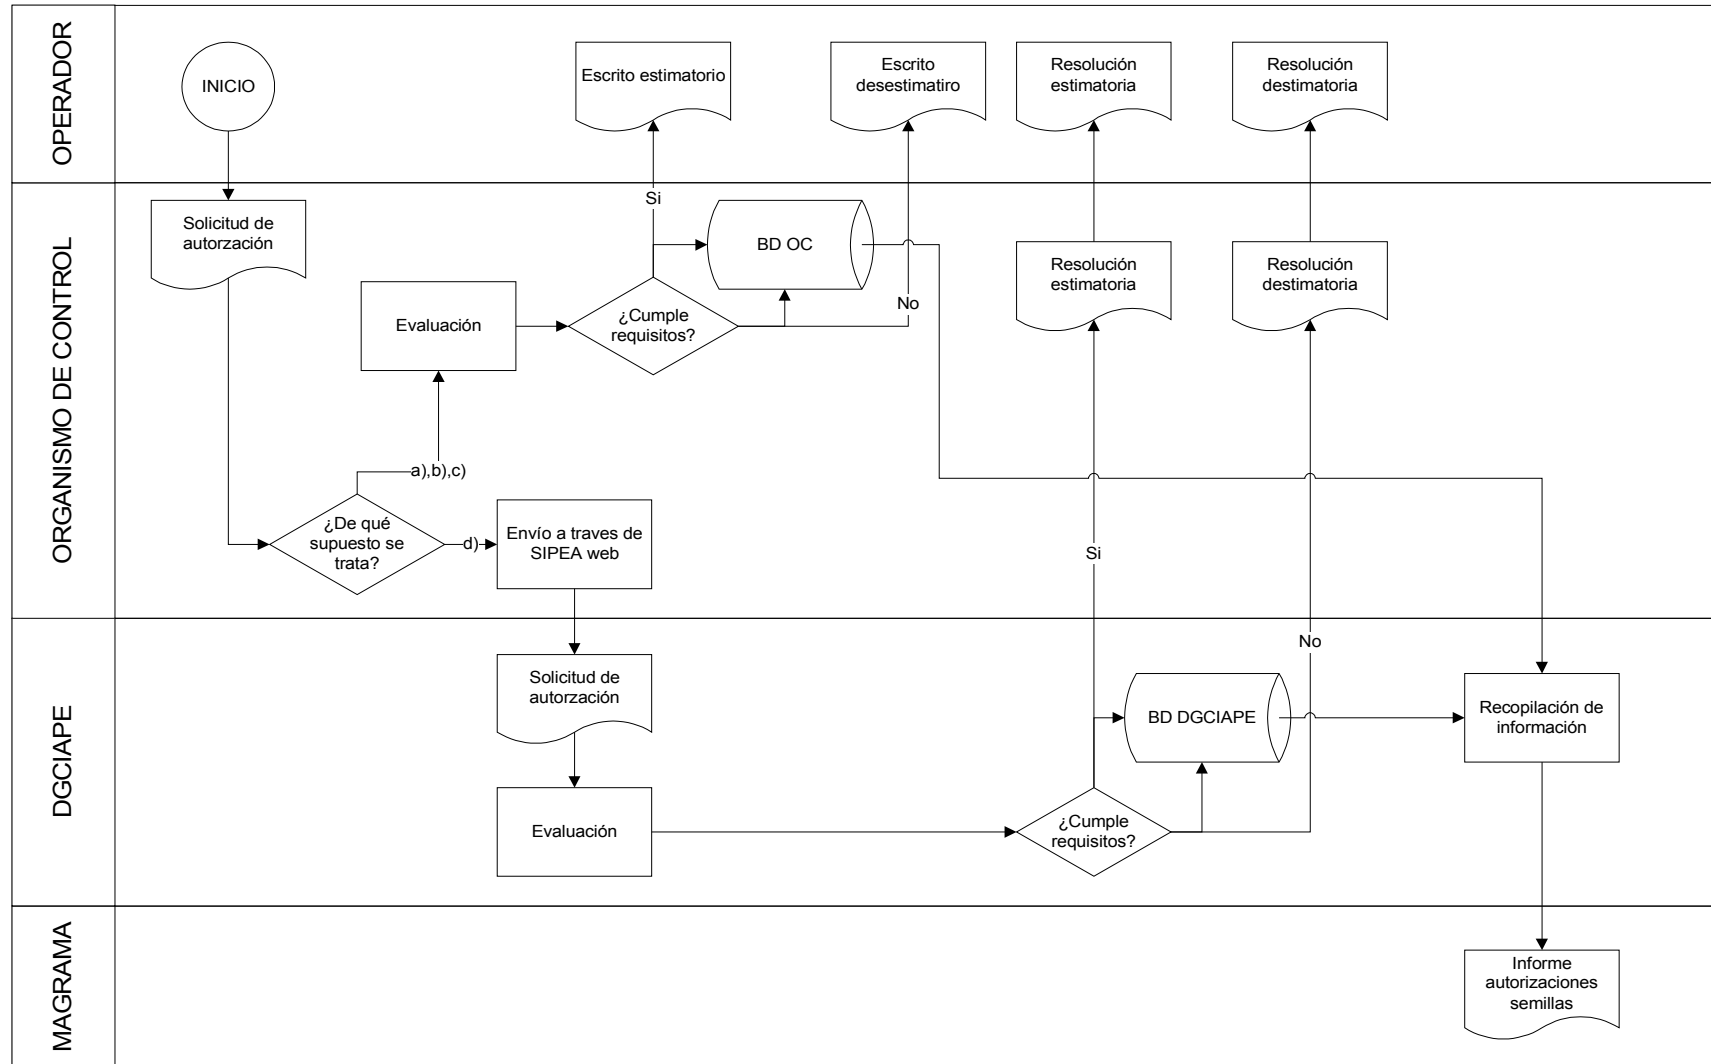 OPERADOR
INICIO
Escrito estimatorio
Escrito
desestimatiro
Resolución
estimatoria
Resolución
destimatoria
ORGANISMO DE CONTROL
Solicitud de
autorzación
Si
BD OC
Resolución
estimatoria
Resolución
destimatoria
Evaluación
¿Cumple
requisitos?
No
a),b),c)
¿De qué
supuesto se
trata?
d)
Envío a traves de
SIPEA web
Si
DGCIAPE
Solicitud de
autorzación
No
BD DGCIAPE
Recopilación de
información
Evaluación
¿Cumple
requisitos?
MAGRAMA
Informe
autorizaciones
semillas